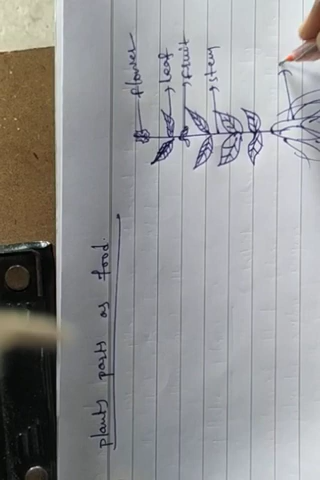 plants parts as food.
flower
leaf
fruit
stem